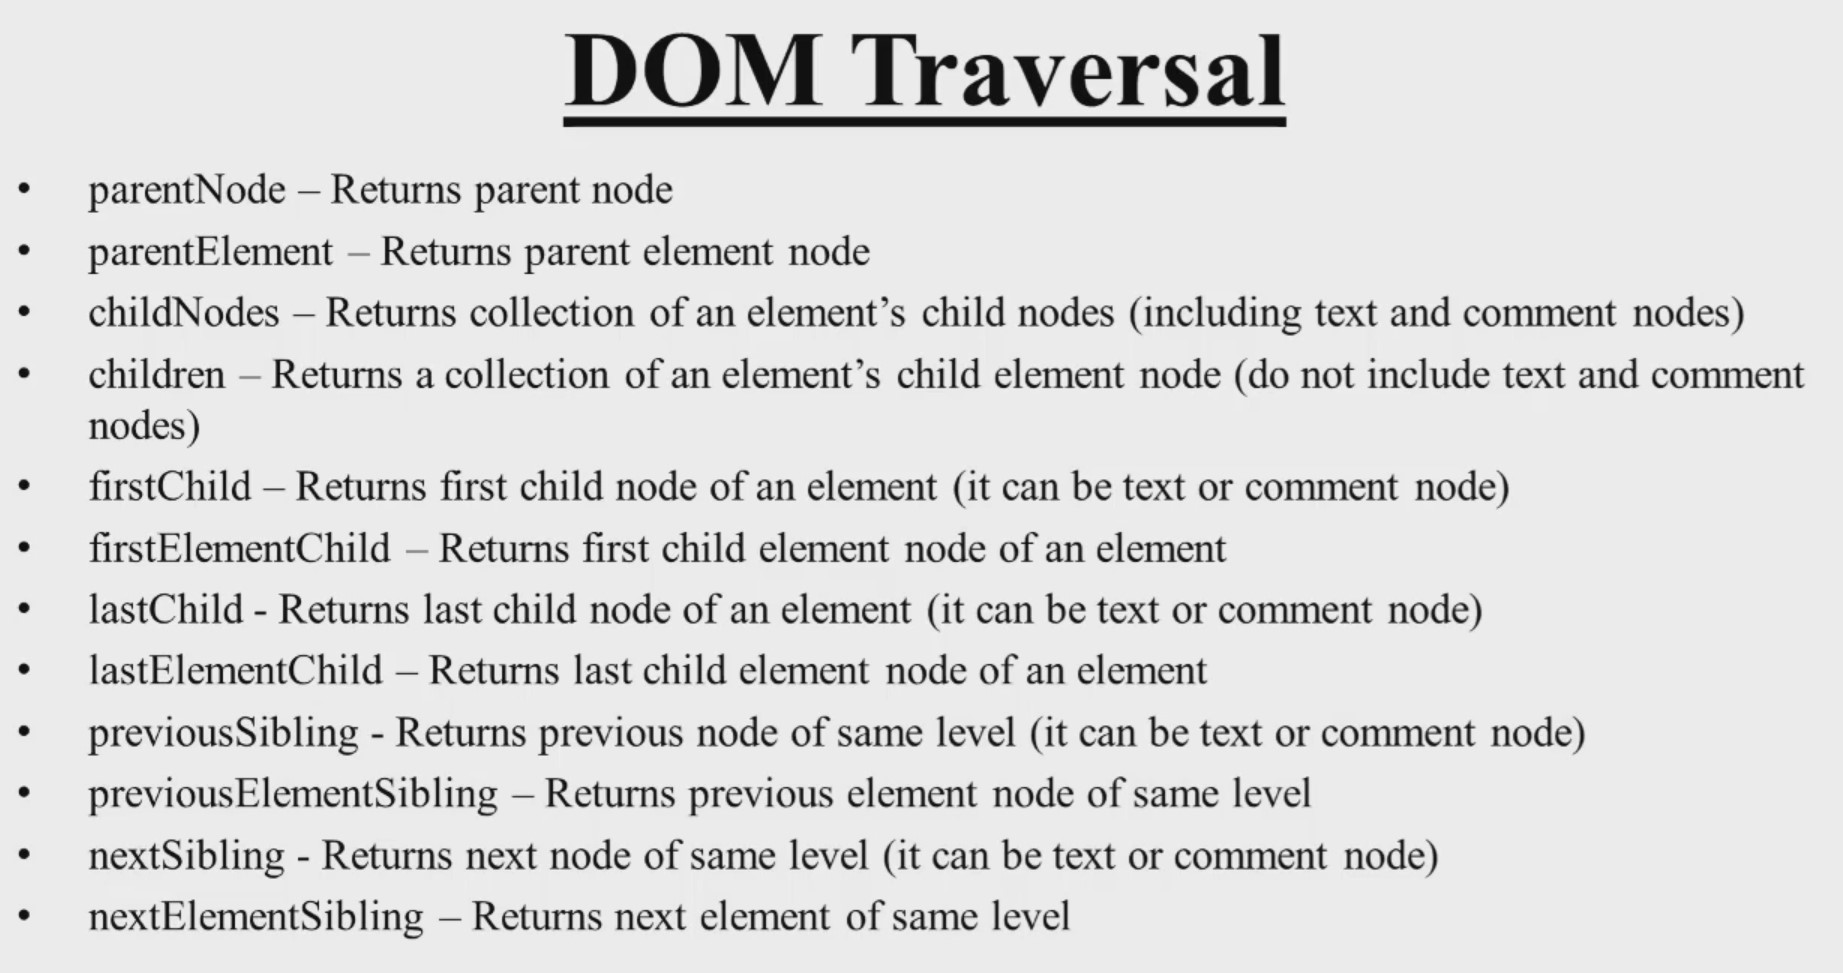 DOM Traversal
• parentNode – Returns parent node
• parentElement – Returns parent element node
• childNodes – Returns collection of an element’s child nodes (including text and comment nodes)
• children – Returns a collection of an element’s child element node (do not include text and comment
nodes)
• firstChild – Returns first child node of an element (it can be text or comment node)
• firstElementChild – Returns first child element node of an element
• lastChild - Returns last child node of an element (it can be text or comment node)
• lastElementChild – Returns last child element node of an element
• previousSibling - Returns previous node of same level (it can be text or comment node)
• previousElementSibling – Returns previous element node of same level
• nextSibling - Returns next node of same level (it can be text or comment node)
• nextElementSibling – Returns next element of same level